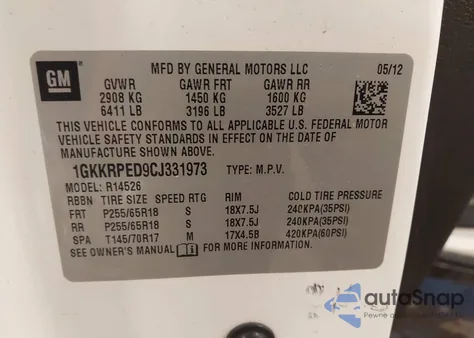 GM
MFD BY GENERAL MOTORS LLC 05/12
GVWR GAWR FRT GAWR RR
2908 KG 1450 KG 1600 KG
6411 LB 3196 LB 3527 LB
THIS VEHICLE CONFORMS TO ALL APPLICABLE U.S. FEDERAL MOTOR
VEHICLE SAFETY STANDARDS IN EFFECT ON THE DATE OF
MANUFACTURE SHOWN ABOVE.
1GKKRPED9CJ331973 TYPE: M.P.V.
MODEL: R14526
RBBN TIRE SIZE SPEED RTG RIM COLD TIRE PRESSURE
FRT P255/65R18 S 18X7.5J 240KPA(35PSI)
RR P255/65R18 S 18X7.5J 240KPA(35PSI)
SPA T145/70R17 M 17X4.5B 420KPA(60PSI)
SEE OWNER'S MANUAL FOR MORE INFORMATION
autoSnap